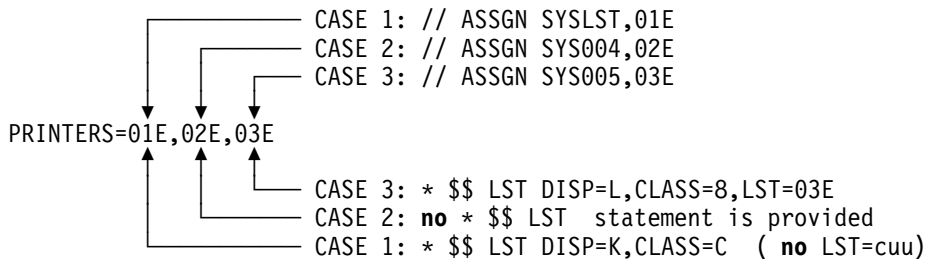 CASE 1: // ASSGN SYSLST,01E
CASE 2: // ASSGN SYS004,02E
CASE 3: // ASSGN SYS005,03E
PRINTERS=01E,02E,03E
CASE 3: * $$ LST DISP=L,CLASS=8,LST=03E
CASE 2: no * $$ LST statement is provided
CASE 1: * $$ LST DISP=K,CLASS=C ( no LST=cuu)